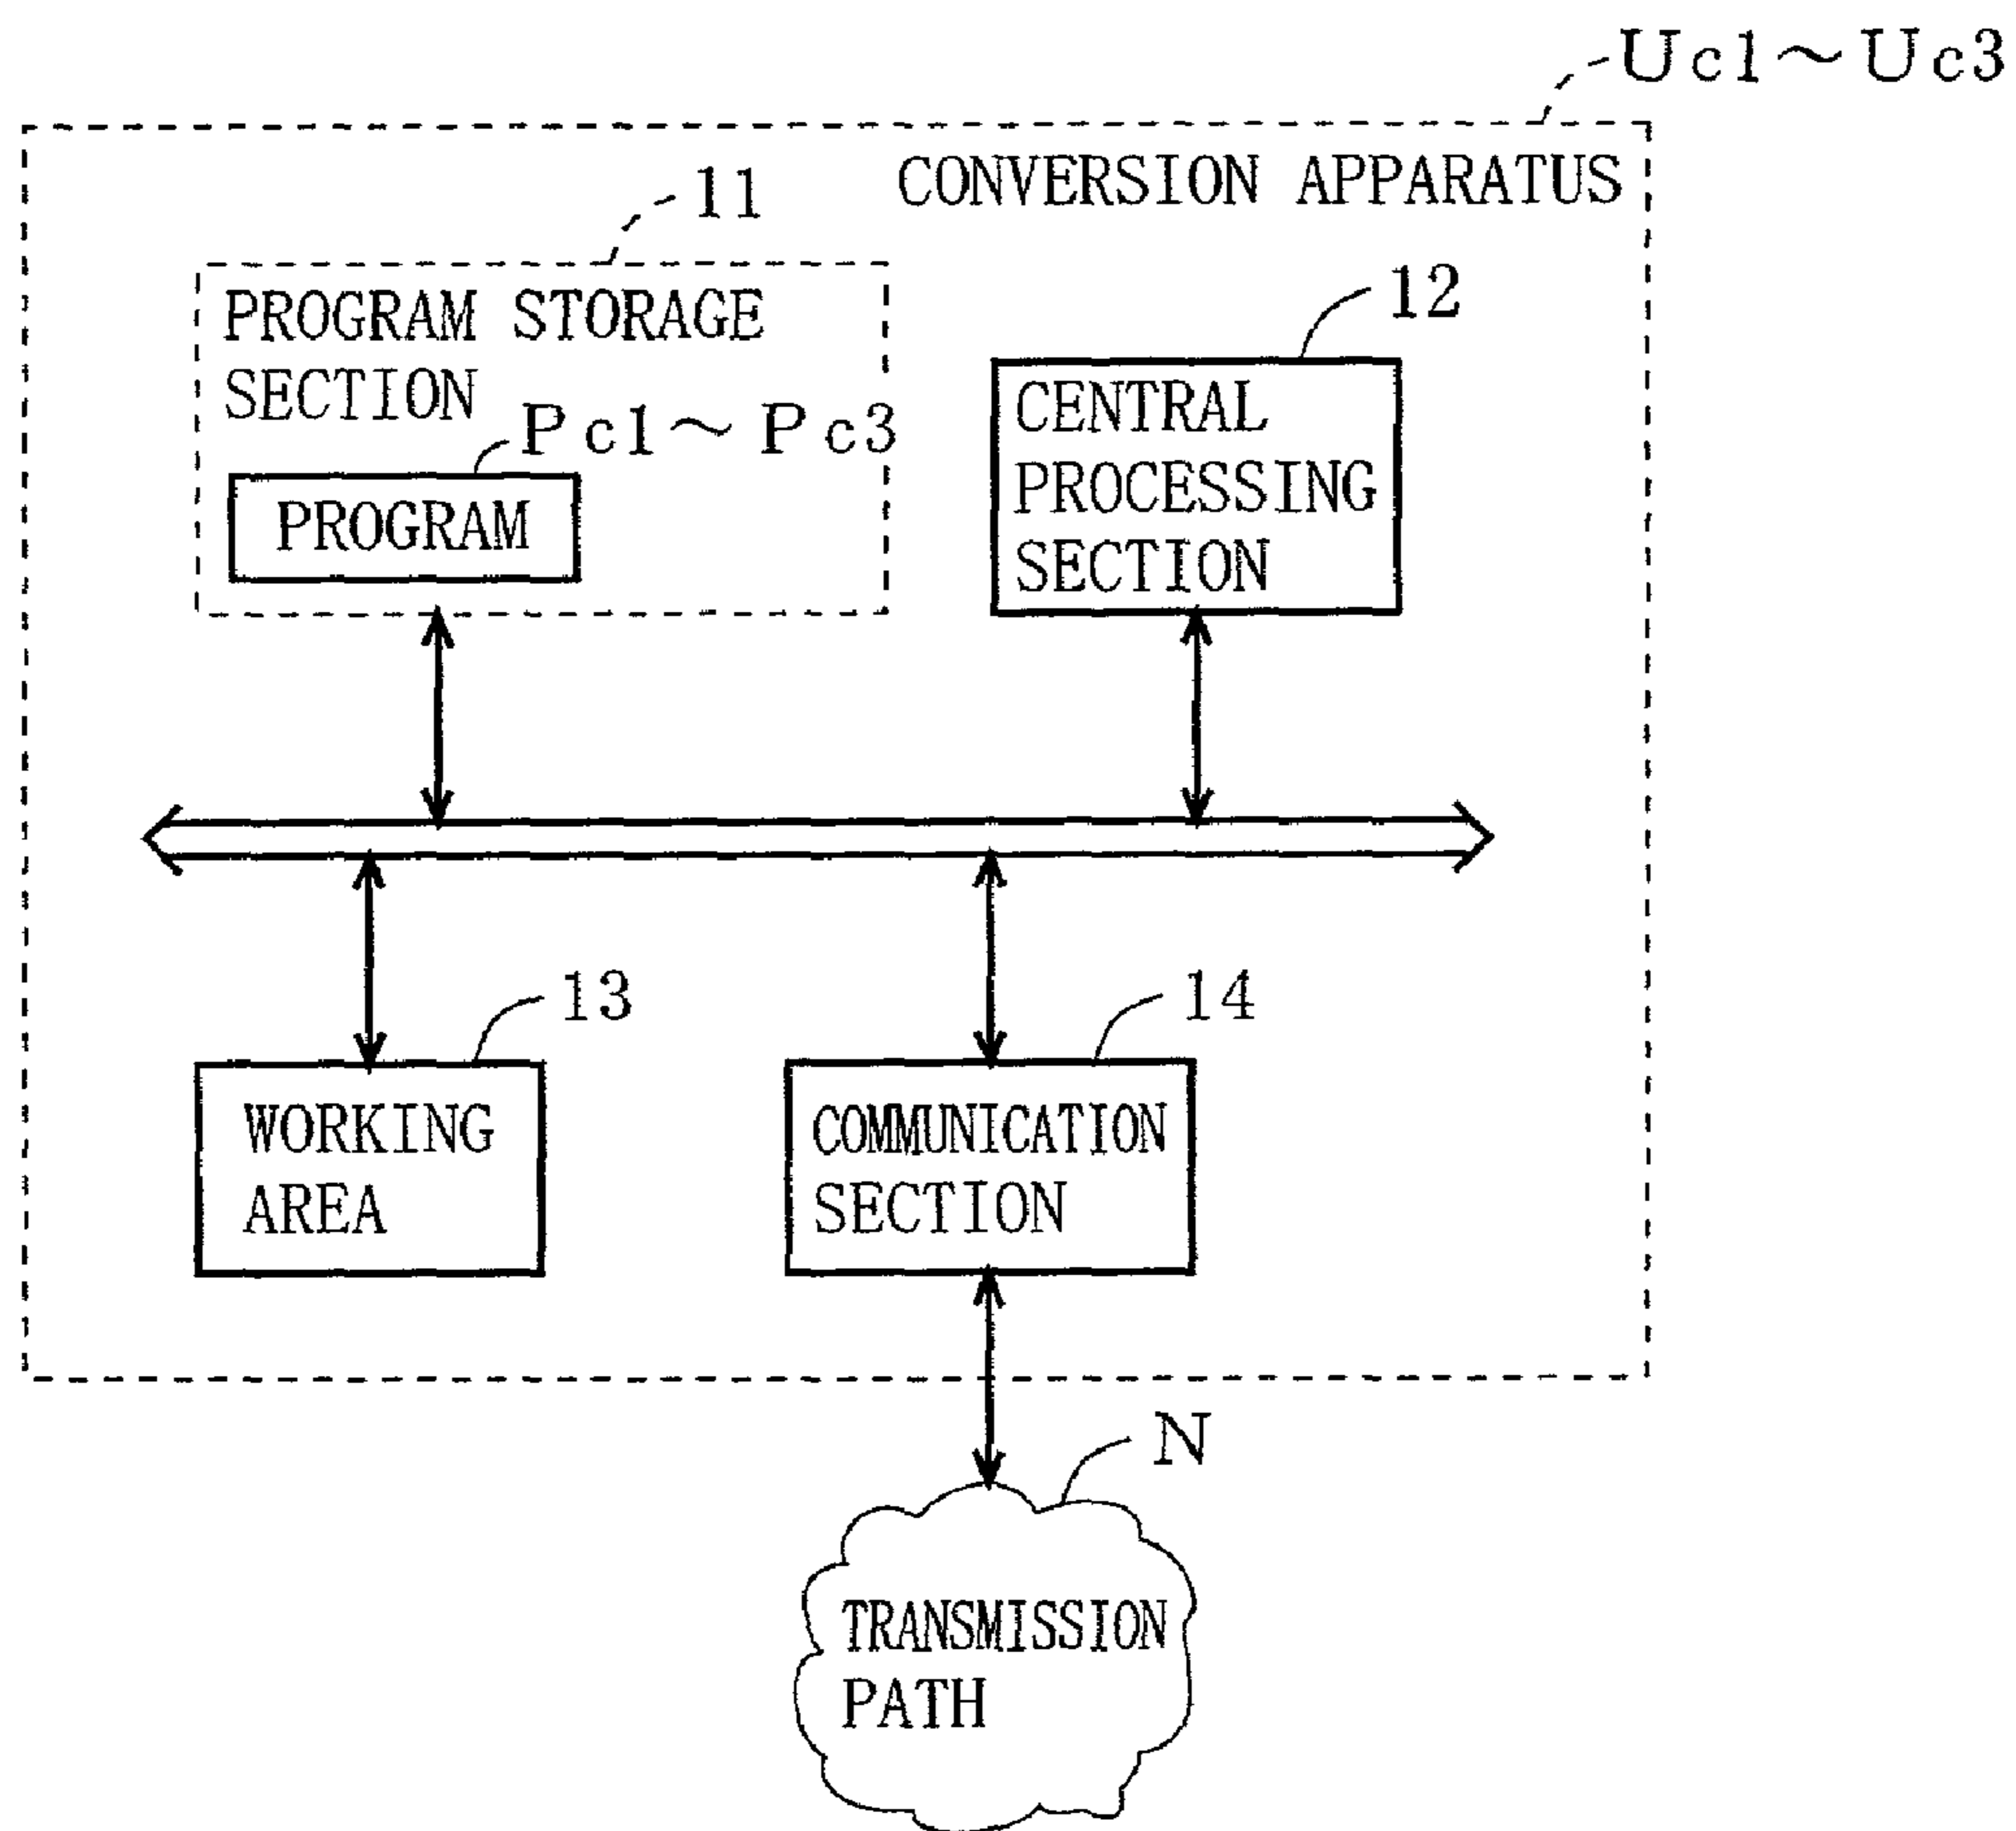 Uc1～Uc3
CONVERSION APPARATUS
11
PROGRAM STORAGE
SECTION
Pc1～Pc3
PROGRAM
12
CENTRAL
PROCESSING
SECTION
13
WORKING
AREA
14
COMMUNICATION
SECTION
N
TRANSMISSION
PATH